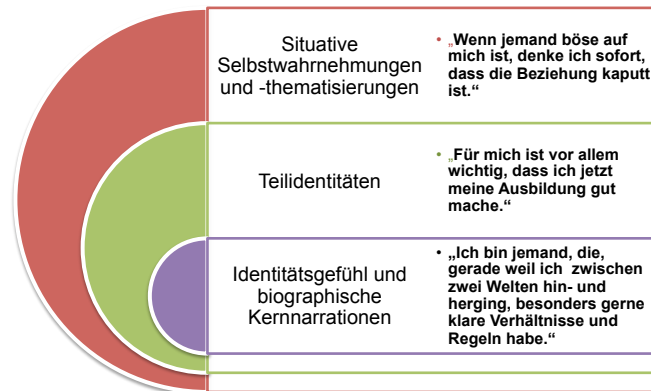 Situative
Selbstwahrnehmungen
und -thematisierungen
• „Wenn jemand böse auf
mich ist, denke ich sofort,
dass die Beziehung kaputt
ist.“
Teilidentitäten
• „Für mich ist vor allem
wichtig, dass ich jetzt
meine Ausbildung gut
mache.“
Identitätsgefühl und
biographische
Kernnarrationen
• „Ich bin jemand, die,
gerade weil ich zwischen
zwei Welten hin- und
herging, besonders gerne
klare Verhältnisse und
Regeln habe.“